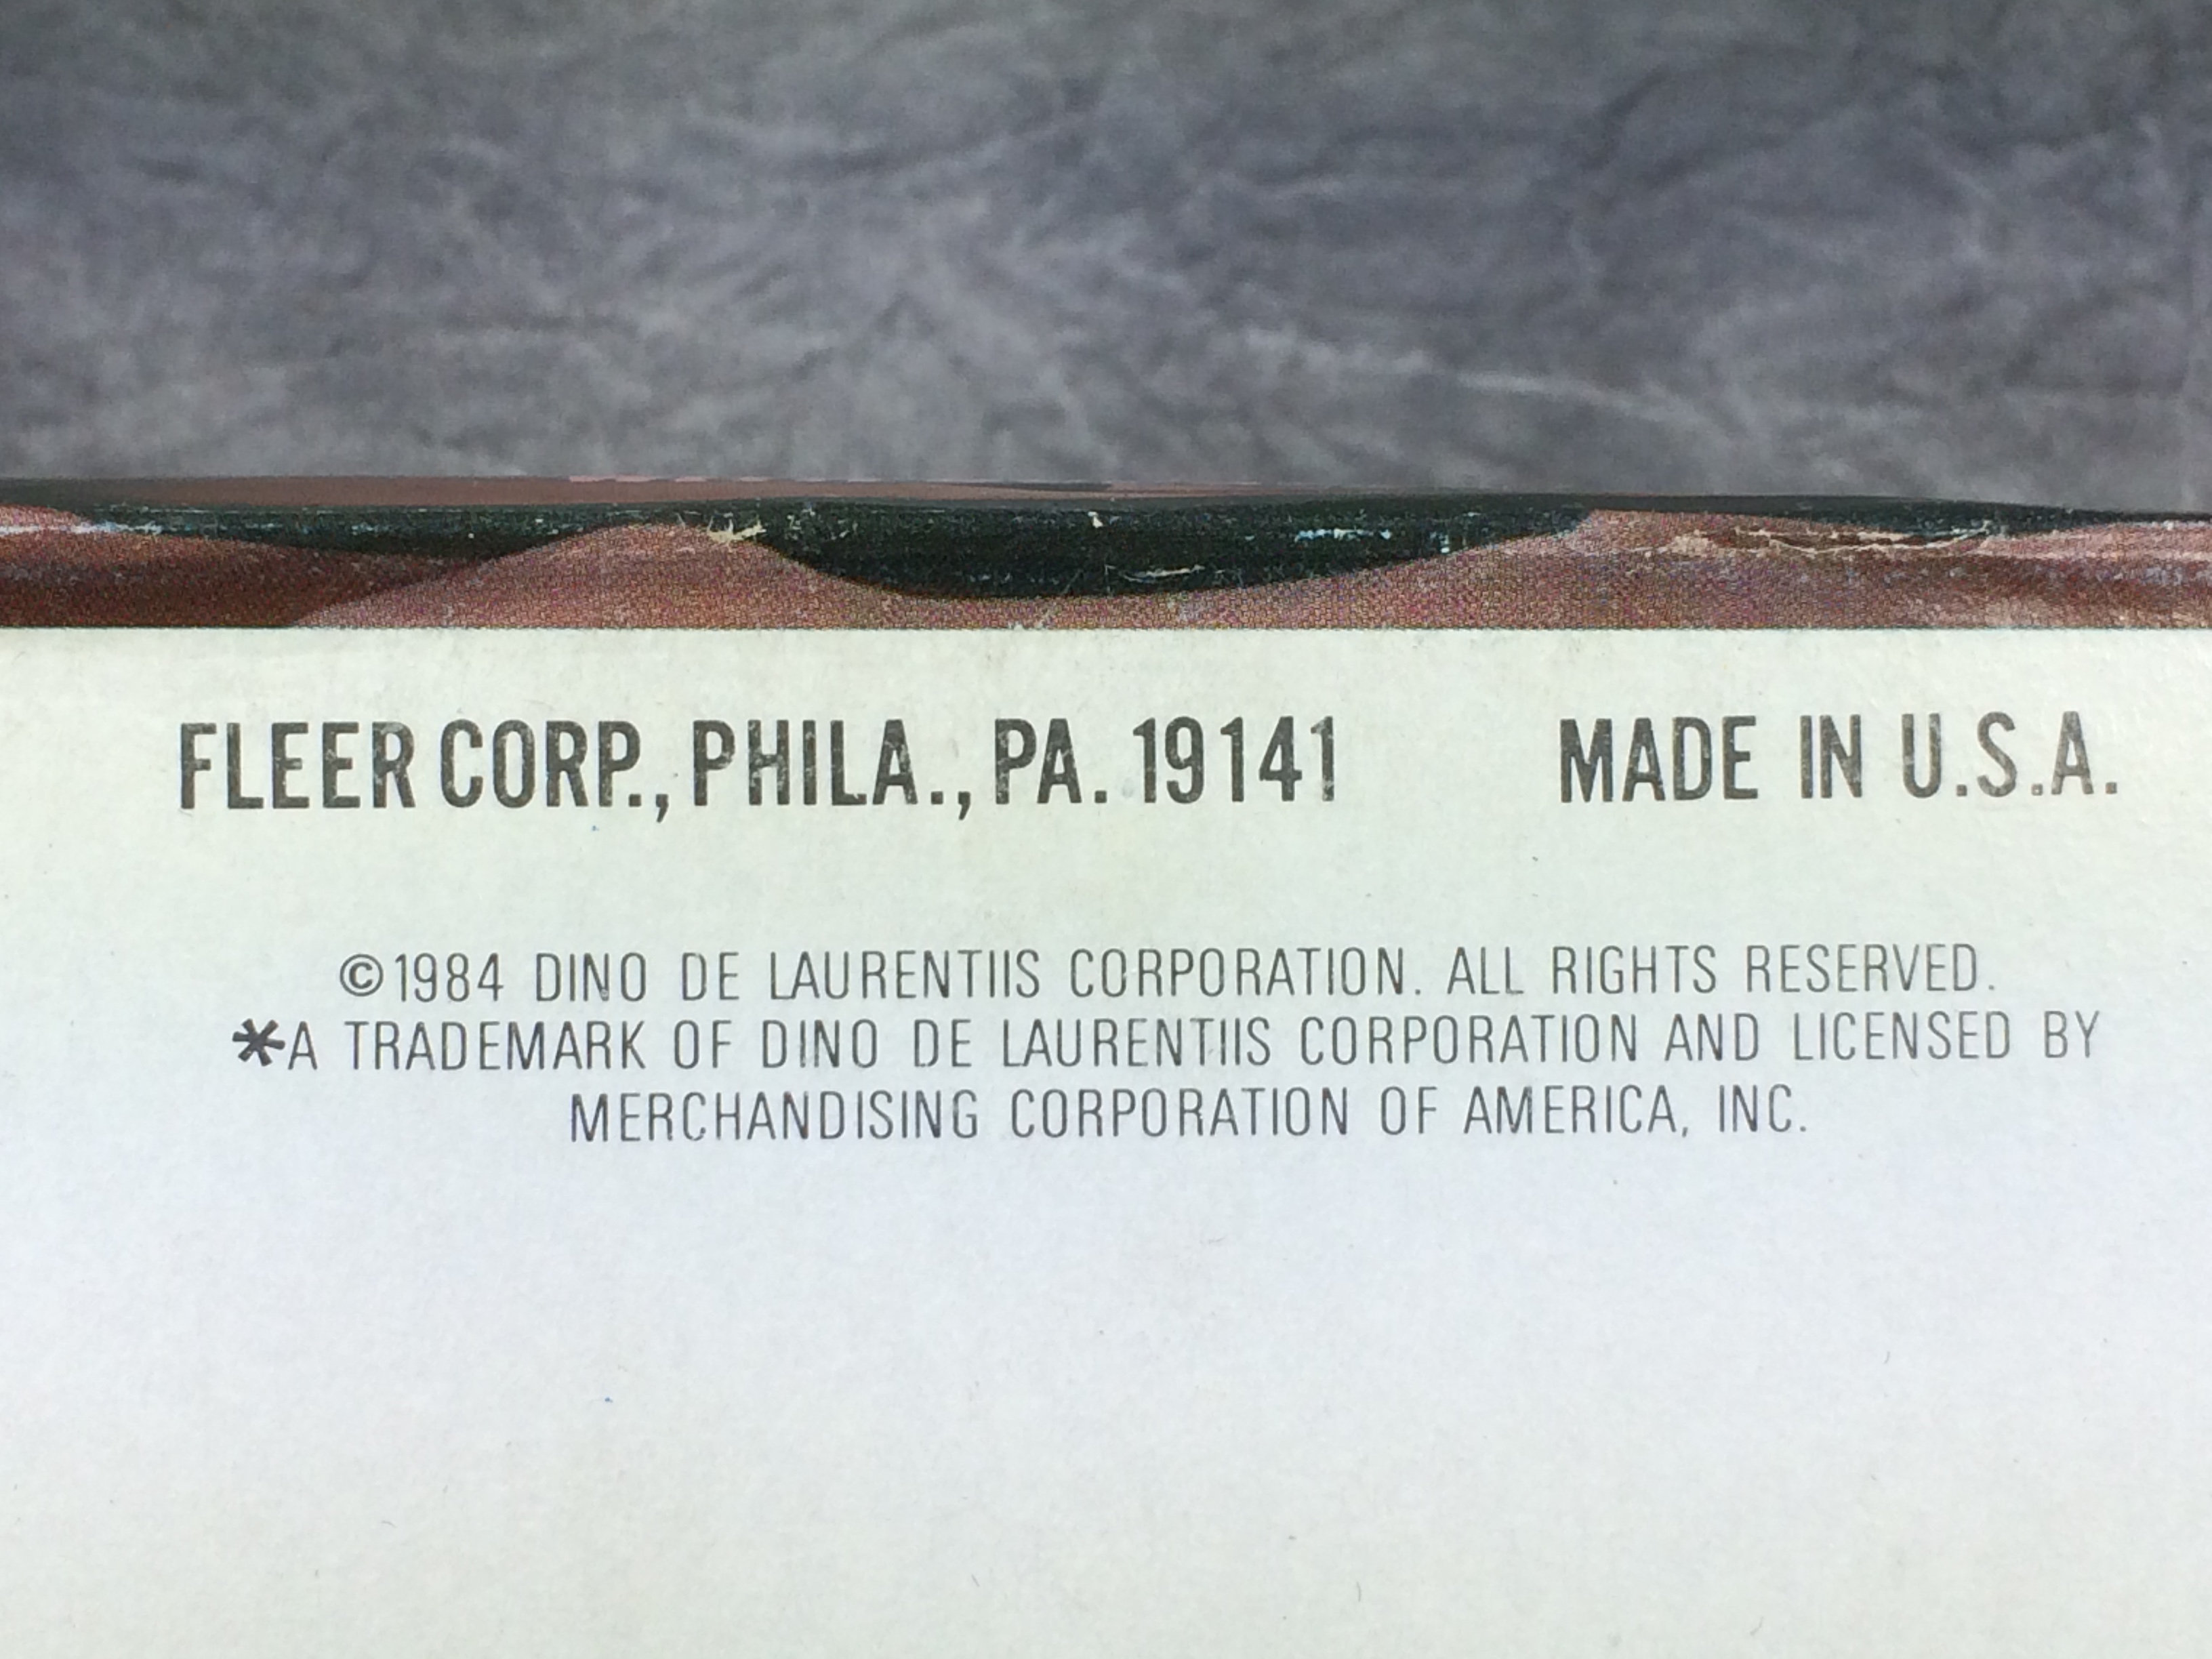 FLEER CORP., PHILA., PA. 19141 MADE IN U.S.A.
©1984 DINO DE LAURENTIIS CORPORATION. ALL RIGHTS RESERVED.
*A TRADEMARK OF DINO DE LAURENTIIS CORPORATION AND LICENSED BY
MERCHANDISING CORPORATION OF AMERICA, INC.